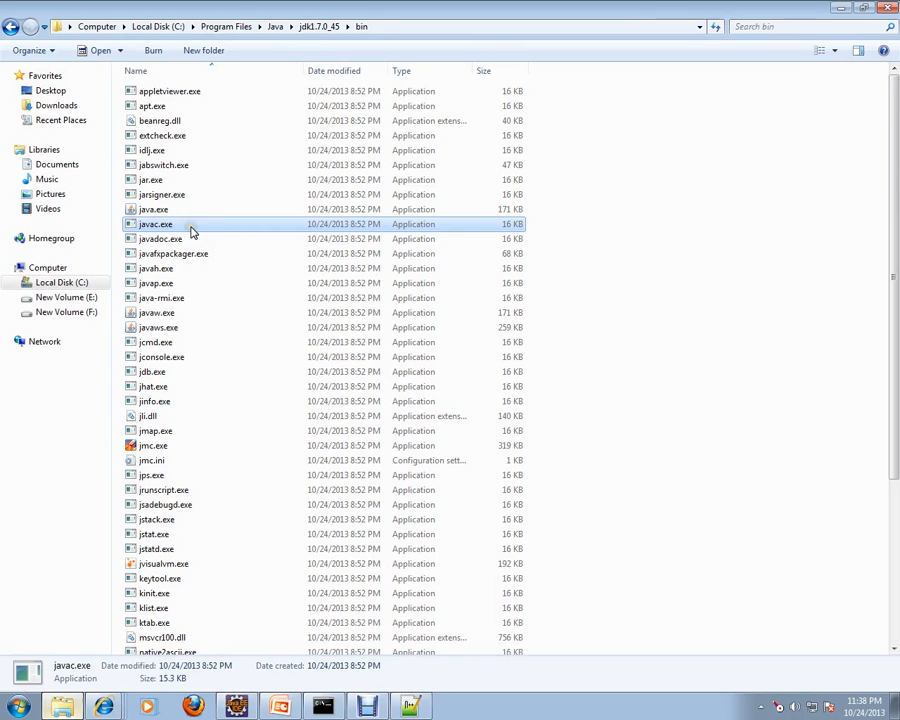 Computer ▸ Local Disk (C:) ▸ Program Files ▸ Java ▸ jdk1.7.0_45 ▸ bin
Search bin
Organize Open Burn New folder
Name Date modified Type Size
Favorites
Desktop
Downloads
Recent Places
Libraries
Documents
Music
Pictures
Videos
Homegroup
Computer
Local Disk (C:)
New Volume (E:)
New Volume (F:)
Network
appletviewer.exe 10/24/2013 8:52 PM Application 16 KB
apt.exe 10/24/2013 8:52 PM Application 16 KB
beanreg.dll 10/24/2013 8:52 PM Application extens... 40 KB
extcheck.exe 10/24/2013 8:52 PM Application 16 KB
idlj.exe 10/24/2013 8:52 PM Application 16 KB
jabswitch.exe 10/24/2013 8:52 PM Application 47 KB
jar.exe 10/24/2013 8:52 PM Application 16 KB
jarsigner.exe 10/24/2013 8:52 PM Application 16 KB
java.exe 10/24/2013 8:52 PM Application 171 KB
javac.exe 10/24/2013 8:52 PM Application 16 KB
javadoc.exe 10/24/2013 8:52 PM Application 16 KB
javafxpackager.exe 10/24/2013 8:52 PM Application 68 KB
javah.exe 10/24/2013 8:52 PM Application 16 KB
javap.exe 10/24/2013 8:52 PM Application 16 KB
java-rmi.exe 10/24/2013 8:52 PM Application 16 KB
javaw.exe 10/24/2013 8:52 PM Application 171 KB
javaws.exe 10/24/2013 8:52 PM Application 259 KB
jcmd.exe 10/24/2013 8:52 PM Application 16 KB
jconsole.exe 10/24/2013 8:52 PM Application 16 KB
jdb.exe 10/24/2013 8:52 PM Application 16 KB
jhat.exe 10/24/2013 8:52 PM Application 16 KB
jinfo.exe 10/24/2013 8:52 PM Application 16 KB
jli.dll 10/24/2013 8:52 PM Application extens... 140 KB
jmap.exe 10/24/2013 8:52 PM Application 16 KB
jmc.exe 10/24/2013 8:52 PM Application 319 KB
jmc.ini 10/24/2013 8:52 PM Configuration sett... 1 KB
jps.exe 10/24/2013 8:52 PM Application 16 KB
jrunscript.exe 10/24/2013 8:52 PM Application 16 KB
jsadebugd.exe 10/24/2013 8:52 PM Application 16 KB
jstack.exe 10/24/2013 8:52 PM Application 16 KB
jstat.exe 10/24/2013 8:52 PM Application 16 KB
jstatd.exe 10/24/2013 8:52 PM Application 16 KB
jvisualvm.exe 10/24/2013 8:52 PM Application 192 KB
keytool.exe 10/24/2013 8:52 PM Application 16 KB
kinit.exe 10/24/2013 8:52 PM Application 16 KB
klist.exe 10/24/2013 8:52 PM Application 16 KB
ktab.exe 10/24/2013 8:52 PM Application 16 KB
msvcr100.dll 10/24/2013 8:52 PM Application extens... 756 KB
native2ascii.exe 10/24/2013 8:52 PM Application 16 KB
javac.exe Date modified: 10/24/2013 8:52 PM Date created: 10/24/2013 8:52 PM
Application Size: 15.3 KB
11:38 PM
10/24/2013